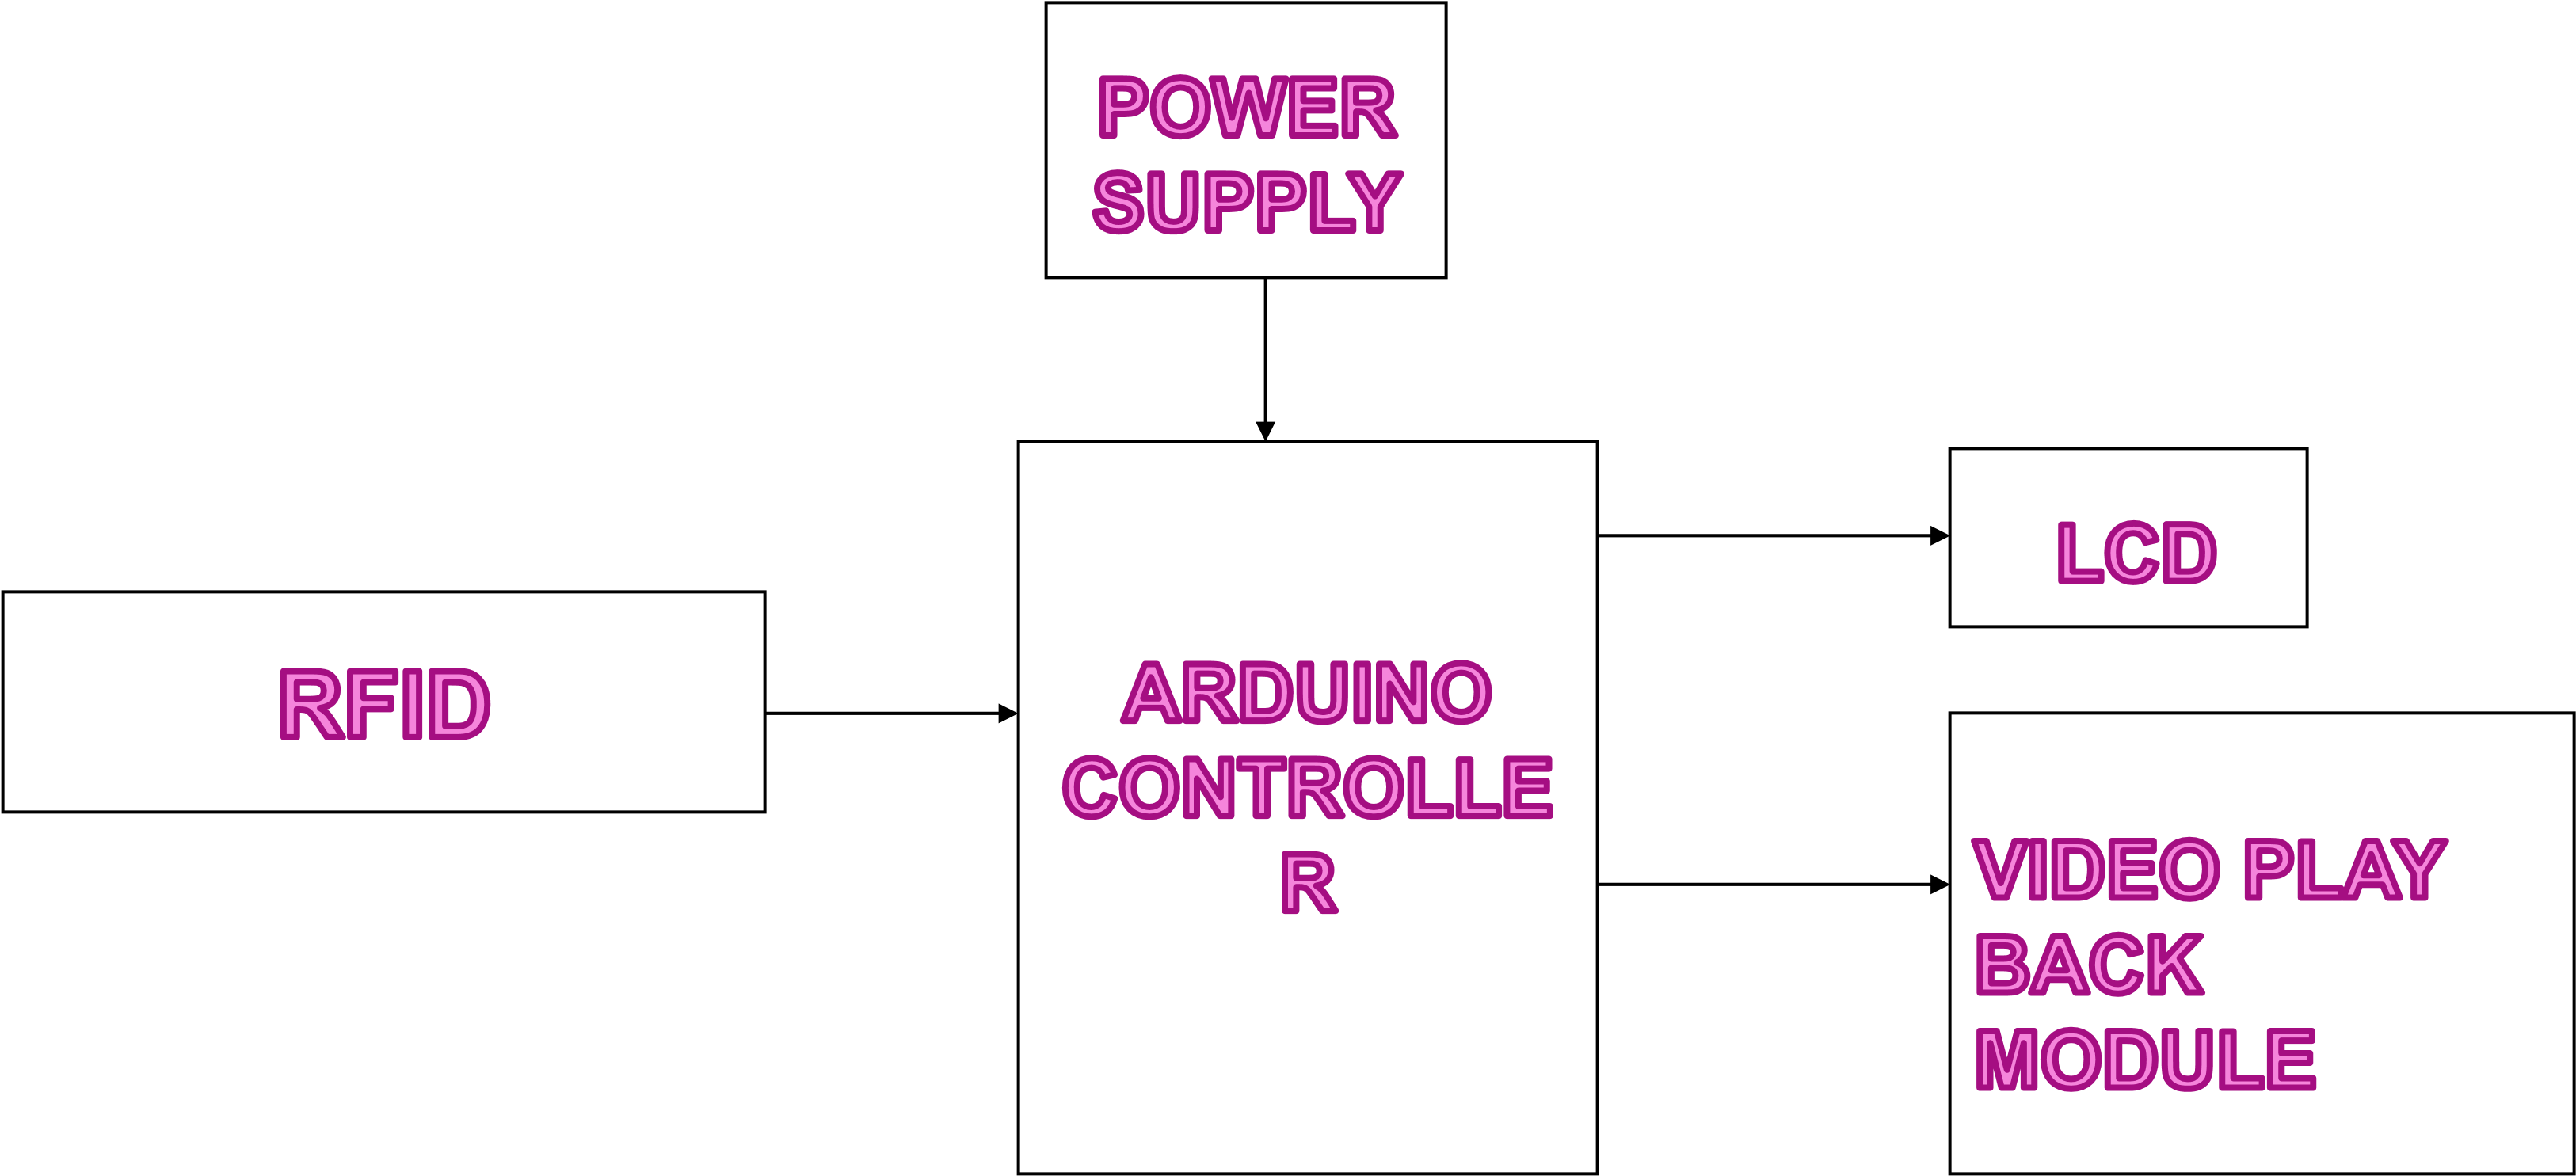 POWER
SUPPLY
RFID
ARDUINO
CONTROLLE
R
LCD
VIDEO PLAY
BACK
MODULE